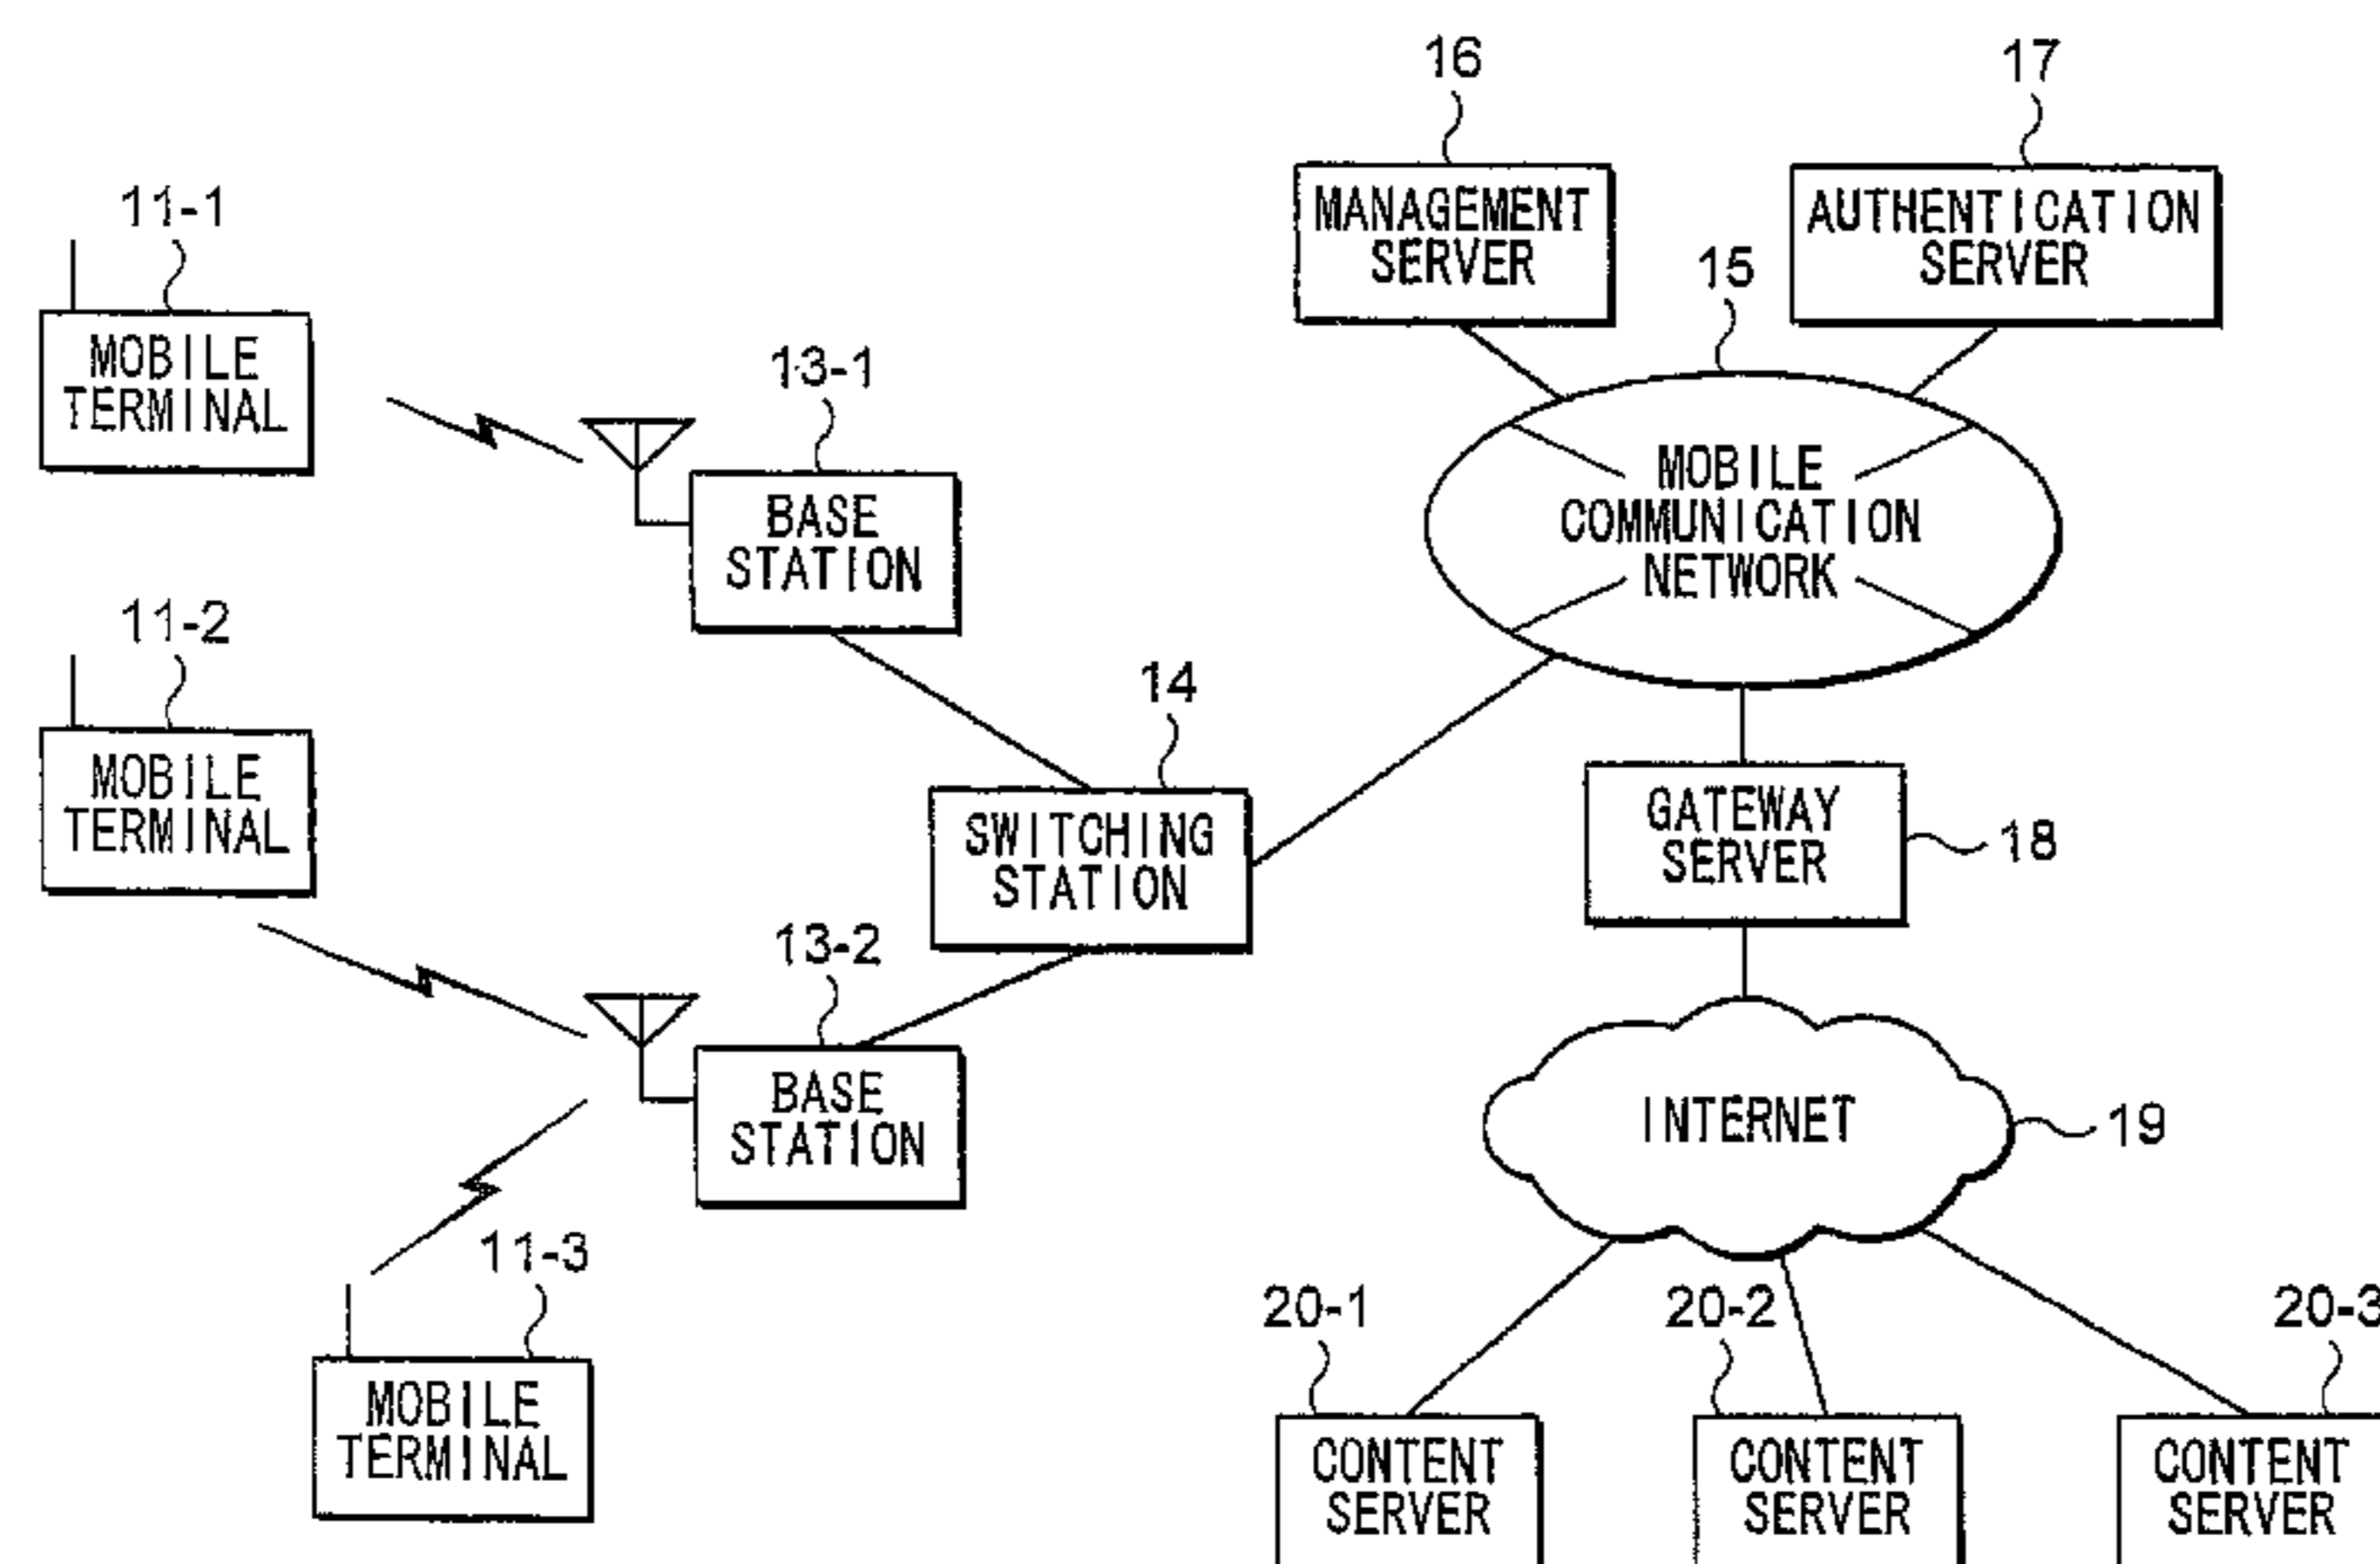 16
17
11-1
MANAGEMENT
SERVER
AUTHENTICATION
SERVER
15
MOBILE
TERMINAL
13-1
MOBILE
COMMUNICATION
NETWORK
BASE
STATION
11-2
14
MOBILE
TERMINAL
SWITCHING
STATION
GATEWAY
SERVER
18
13-2
BASE
STATION
INTERNET
19
11-3
20-1
20-2
20-3
MOBILE
TERMINAL
CONTENT
SERVER
CONTENT
SERVER
CONTENT
SERVER